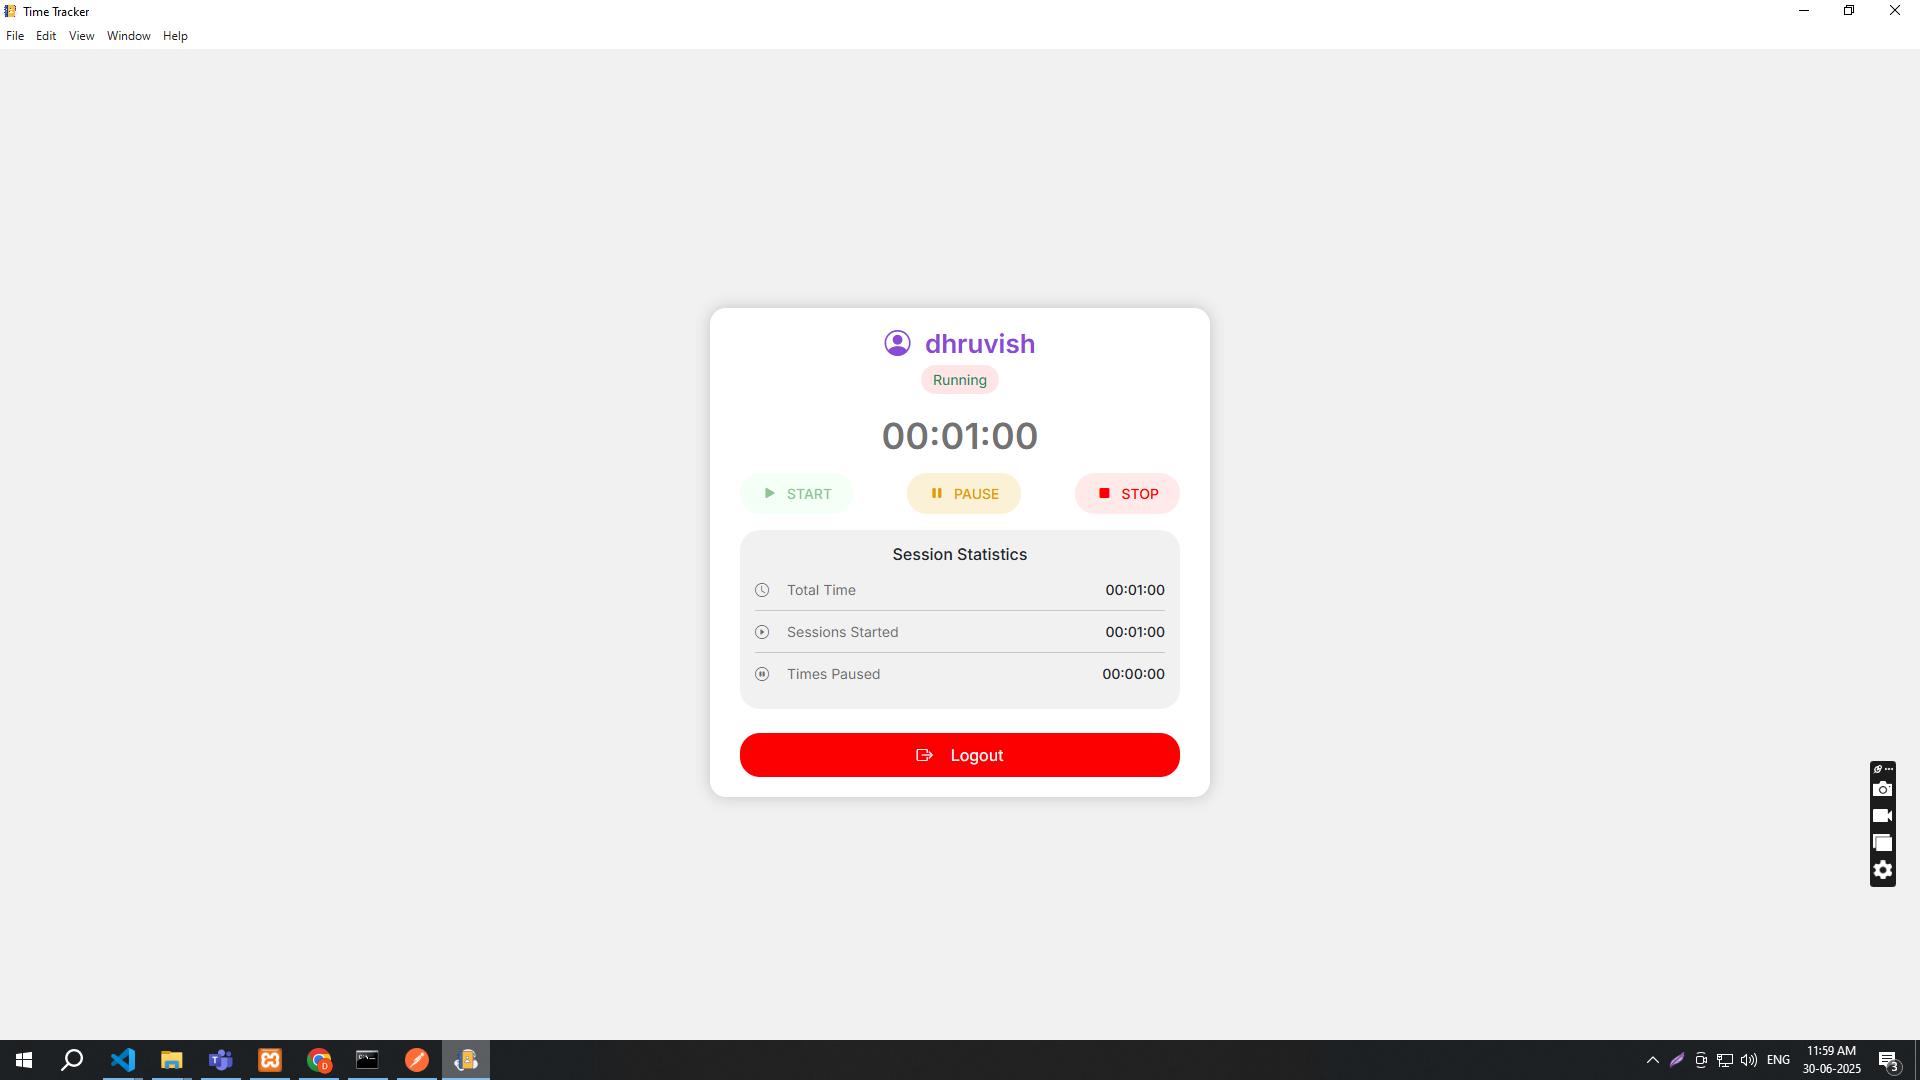 Time Tracker
File Edit View Window Help
dhruvish
Running
00:01:00
START PAUSE STOP
Session Statistics
Total Time 00:01:00
Sessions Started 00:01:00
Times Paused 00:00:00
Logout
ENG
11:59 AM
30-06-2025
3